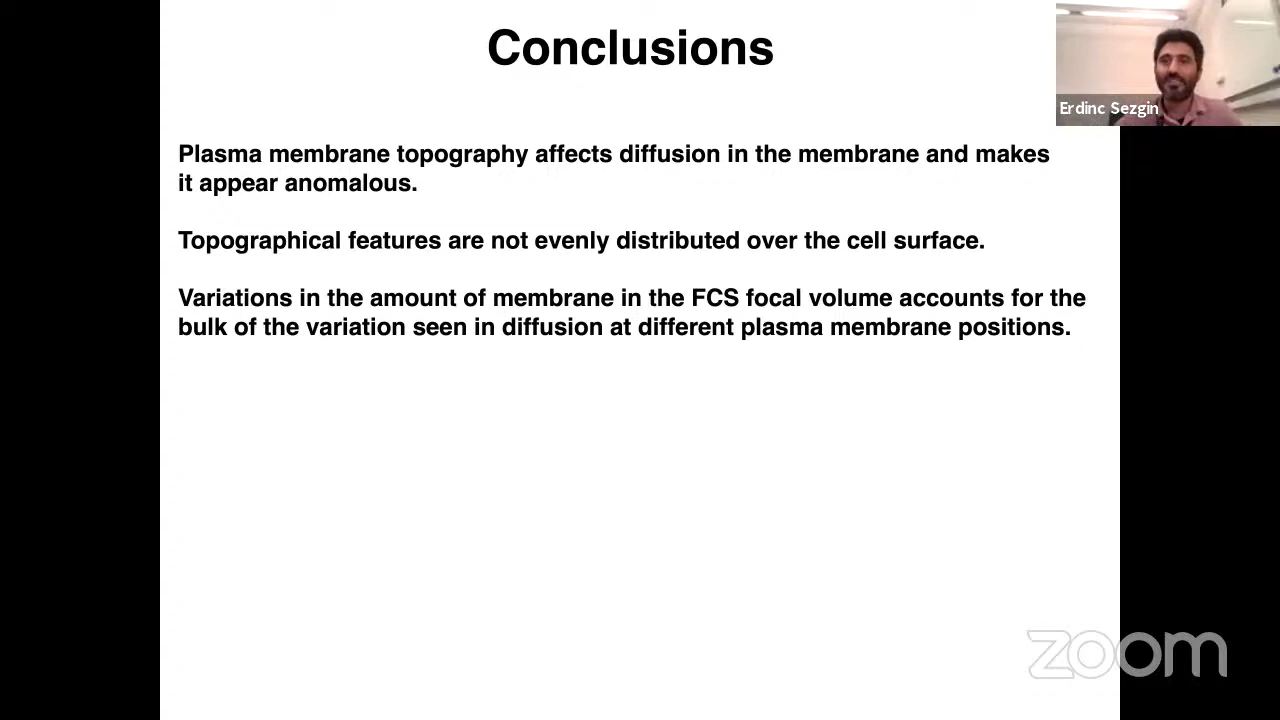 Conclusions
Erdinc Sezgin
Plasma membrane topography affects diffusion in the membrane and makes
it appear anomalous.
Topographical features are not evenly distributed over the cell surface.
Variations in the amount of membrane in the FCS focal volume accounts for the
bulk of the variation seen in diffusion at different plasma membrane positions.
zoom